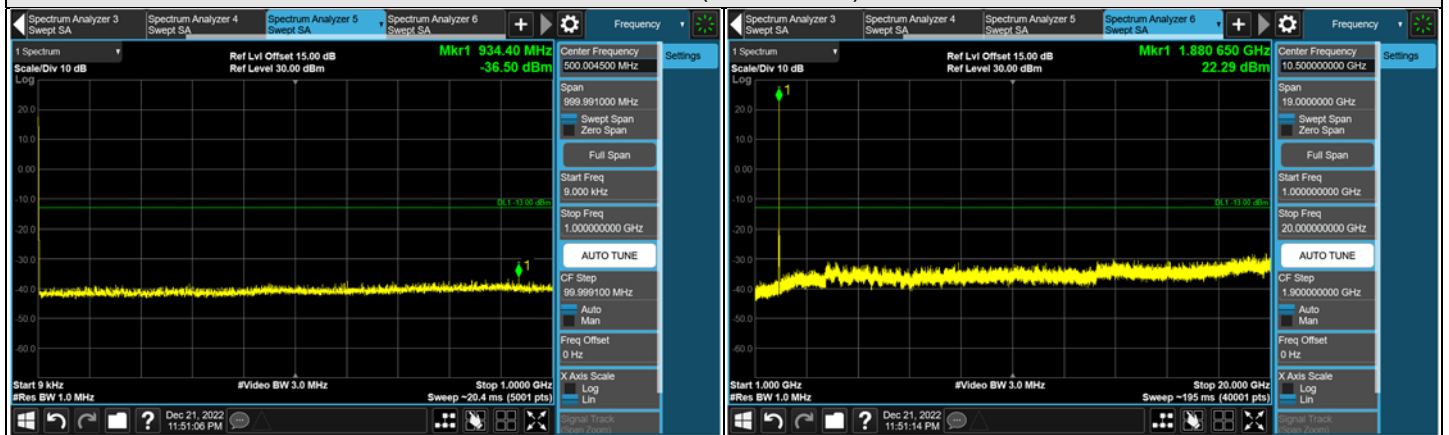 Spectrum Analyzer 3
Swept SA
Spectrum Analyzer 4
Swept SA
Spectrum Analyzer 5
Swept SA
Spectrum Analyzer 6
Swept SA
Frequency
1 Spectrum
Scale/Div 10 dB
Log
Ref Lvl Offset 15.00 dB
Ref Level 30.00 dBm
Mkr1 934.40 MHz
-36.50 dBm
20.0
10.0
0.00
-10.0
-20.0
-30.0
-40.0
-50.0
-60.0
DL1 -13.00 dBm
1
Start 9 kHz
#Res BW 1.0 MHz
#Video BW 3.0 MHz
Stop 1.0000 GHz
Sweep ~20.4 ms (5001 pts)
Center Frequency
500.004500 MHz
Settings
Span
999.991000 MHz
Swept Span
Zero Span
Full Span
Start Freq
9.000 kHz
Stop Freq
1.000000000 GHz
AUTO TUNE
CF Step
99.999100 MHz
Auto
Man
Freq Offset
0 Hz
X Axis Scale
Log
Lin
Signal Track
(Span Zoom)
?
Dec 21, 2022
11:51:06 PM
Spectrum Analyzer 3
Swept SA
Spectrum Analyzer 4
Swept SA
Spectrum Analyzer 5
Swept SA
Spectrum Analyzer 6
Swept SA
Frequency
1 Spectrum
Scale/Div 10 dB
Log
Ref Lvl Offset 15.00 dB
Ref Level 30.00 dBm
Mkr1 1.880 650 GHz
22.29 dBm
20.0
10.0
0.00
-10.0
-20.0
-30.0
-40.0
-50.0
-60.0
DL1 -13.00 dBm
1
Start 1.000 GHz
#Res BW 1.0 MHz
#Video BW 3.0 MHz
Stop 20.000 GHz
Sweep ~195 ms (40001 pts)
Center Frequency
10.500000000 GHz
Settings
Span
19.0000000 GHz
Swept Span
Zero Span
Full Span
Start Freq
1.000000000 GHz
Stop Freq
20.000000000 GHz
AUTO TUNE
CF Step
1.900000000 GHz
Auto
Man
Freq Offset
0 Hz
X Axis Scale
Log
Lin
Signal Track
(Span Zoom)
?
Dec 21, 2022
11:51:14 PM